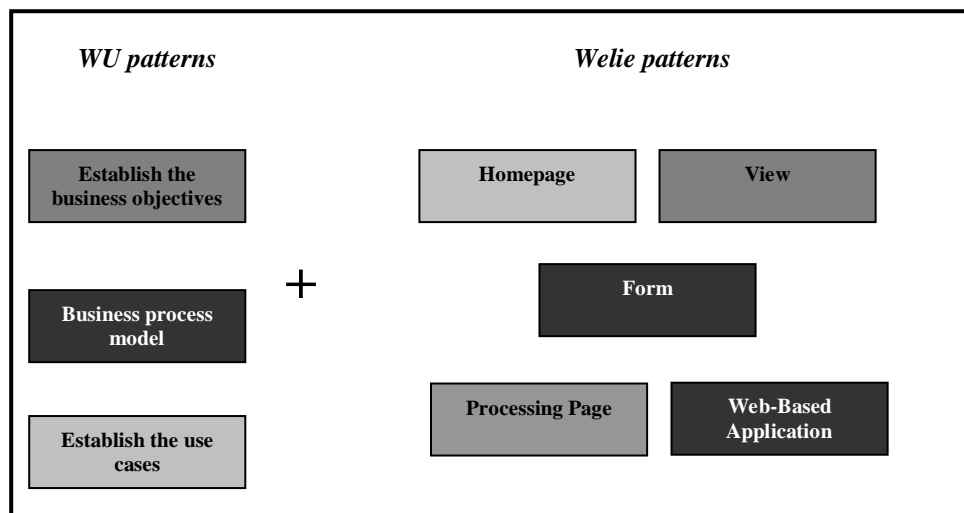 WU patterns
Welie patterns
Establish the
business objectives
Homepage
View
+
Business process
model
Form
Establish the use
cases
Processing Page
Web-Based
Application